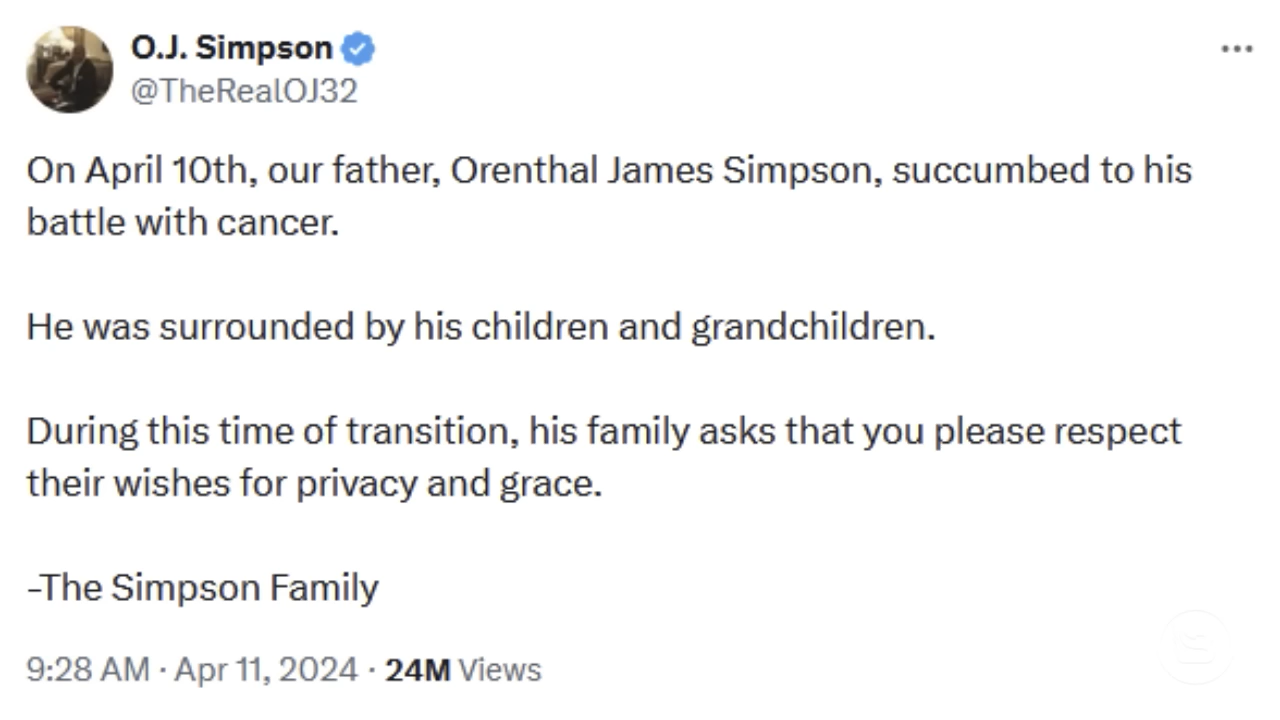 O.J. Simpson
@TheRealOJ32
On April 10th, our father, Orenthal James Simpson, succumbed to his
battle with cancer.
He was surrounded by his children and grandchildren.
During this time of transition, his family asks that you please respect
their wishes for privacy and grace.
-The Simpson Family
9:28 AM · Apr 11, 2024 · 24M Views